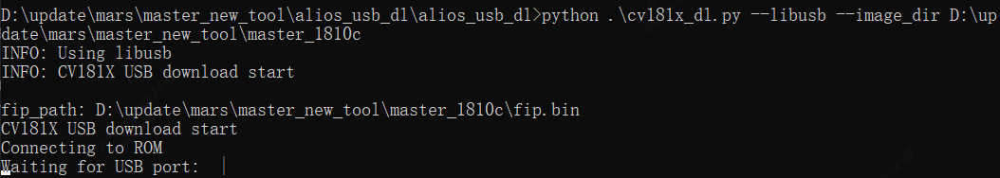 D:\update\mars\master_new_tool\alios_usb_dl\alios_usb_dl>python .\cv181x_dl.py --libusb --image_dir D:\up
date\mars\master_new_tool\master_1810c
INFO: Using libusb
INFO: CV181X USB download start
fip_path: D:\update\mars\master_new_tool\master_1810c\fip.bin
CV181X USB download start
Connecting to ROM
Waiting for USB port:  |